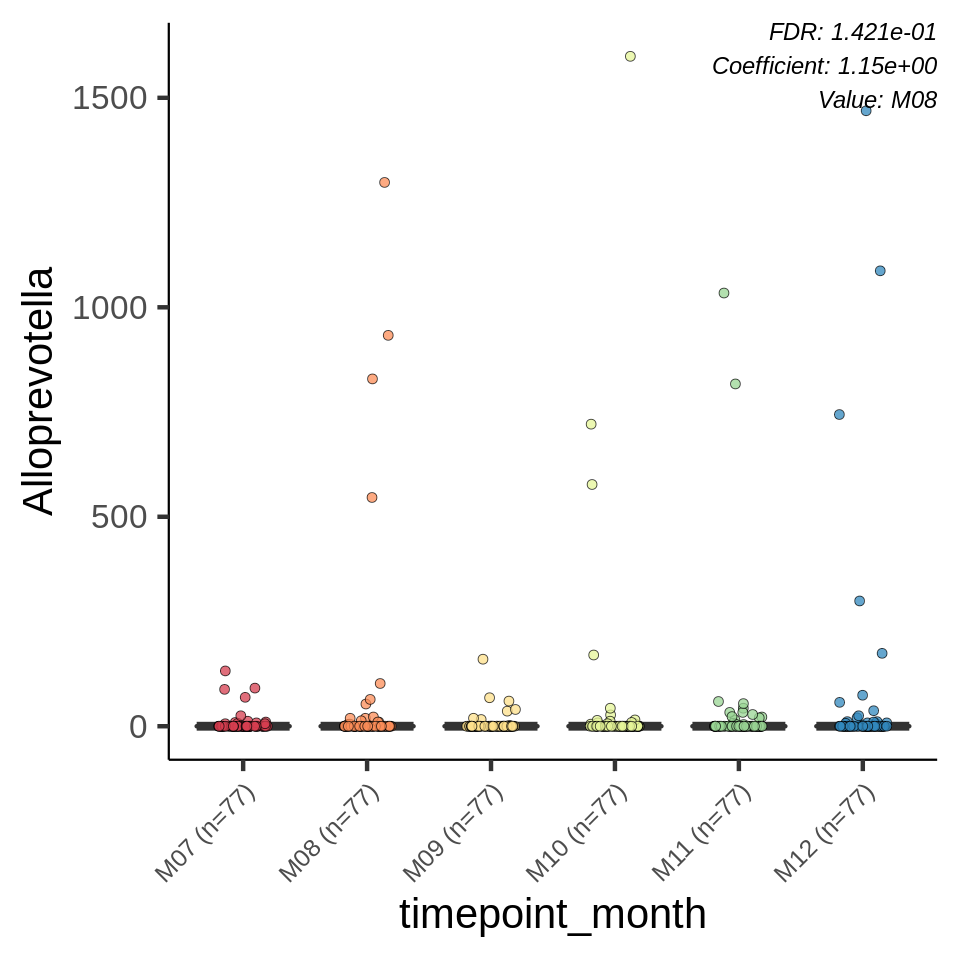 FDR: 1.421e-01
Coefficient: 1.15e+00
Value: M08
1500
1000
500
0
Alloprevotella
M07 (n=77)
M08 (n=77)
M09 (n=77)
M10 (n=77)
M11 (n=77)
M12 (n=77)
timepoint_month